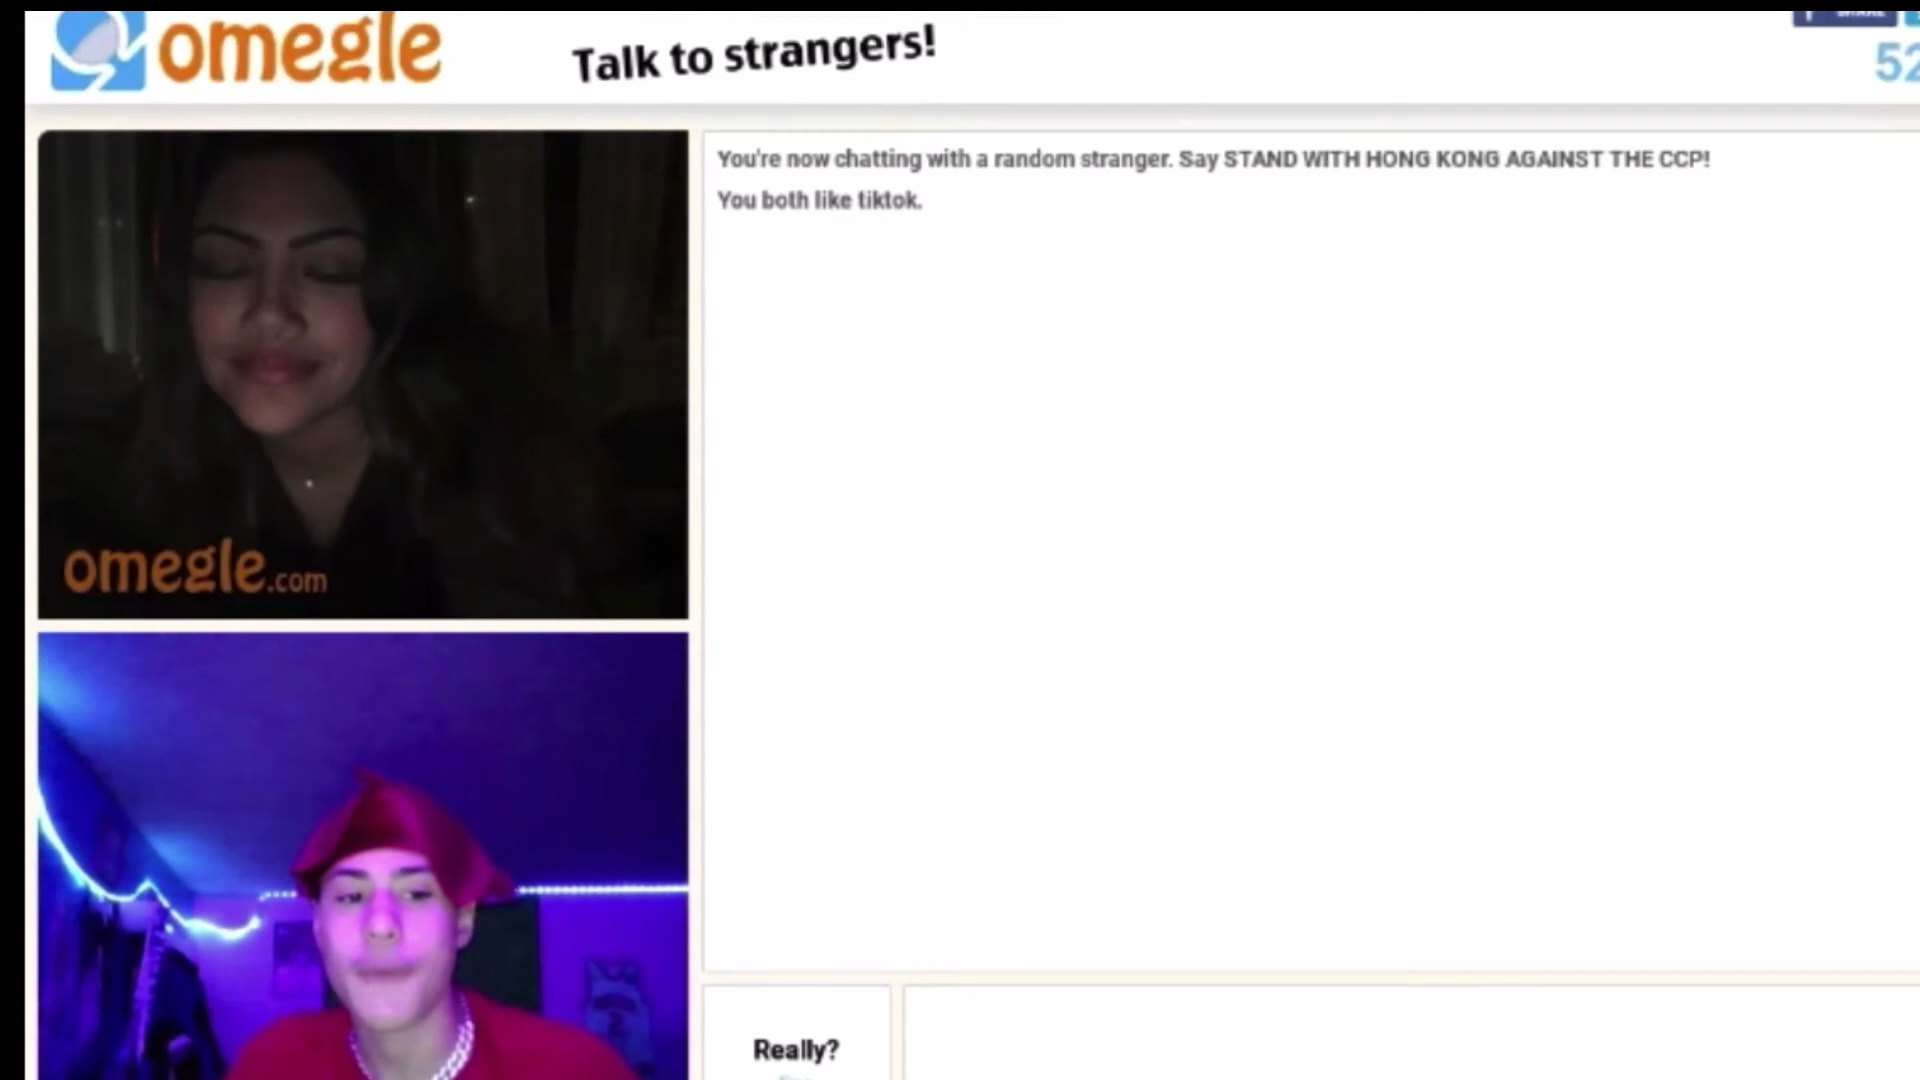 omegle
Talk to strangers!
SHARE
52
You're now chatting with a random stranger. Say STAND WITH HONG KONG AGAINST THE CCP!
You both like tiktok.
omegle.com
Really?